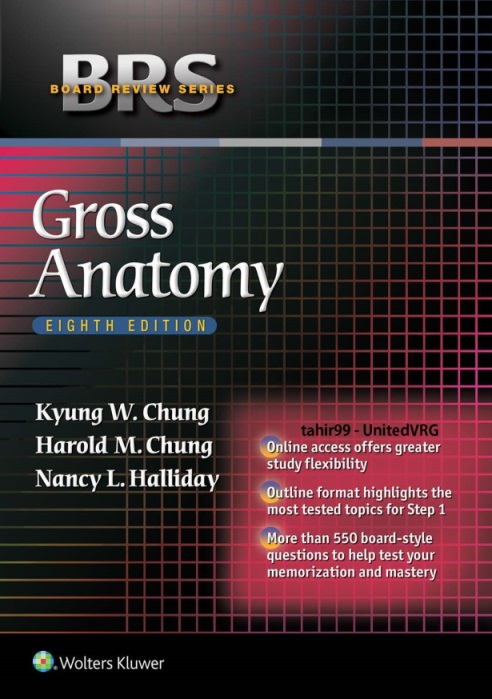 BRS
BOARD REVIEW SERIES
Gross
Anatomy
EIGHTH EDITION
Kyung W. Chung
Harold M. Chung
Nancy L. Halliday
tahir99 - UnitedVRG
Online access offers greater
study flexibility
Outline format highlights the
most tested topics for Step 1
More than 550 board-style
questions to help test your
memorization and mastery
Wolters Kluwer